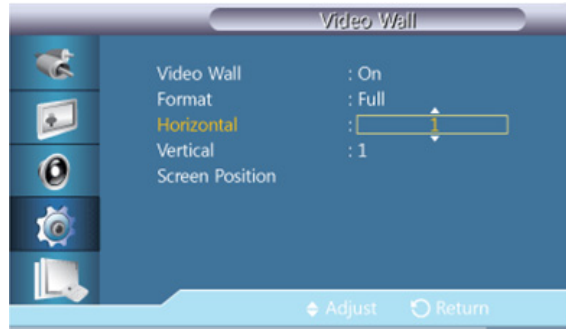 Video Wall
Video Wall : On
Format : Full
Horizontal : 1
Vertical : 1
Screen Position
Adjust Return